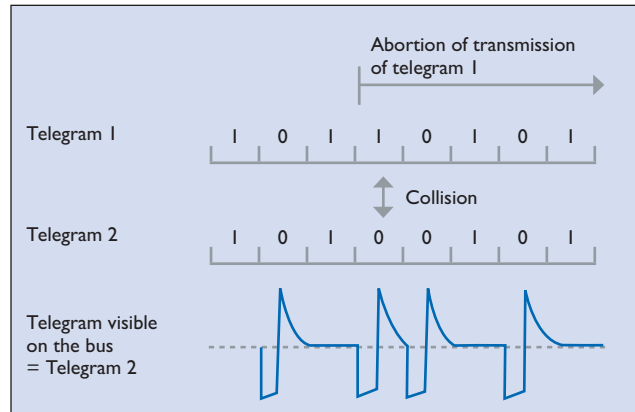 Abortion of transmission
of telegram 1
Telegram 1
1 0 1 1 0 1 0 1
Collision
Telegram 2
1 0 1 0 0 1 0 1
Telegram visible
on the bus
= Telegram 2